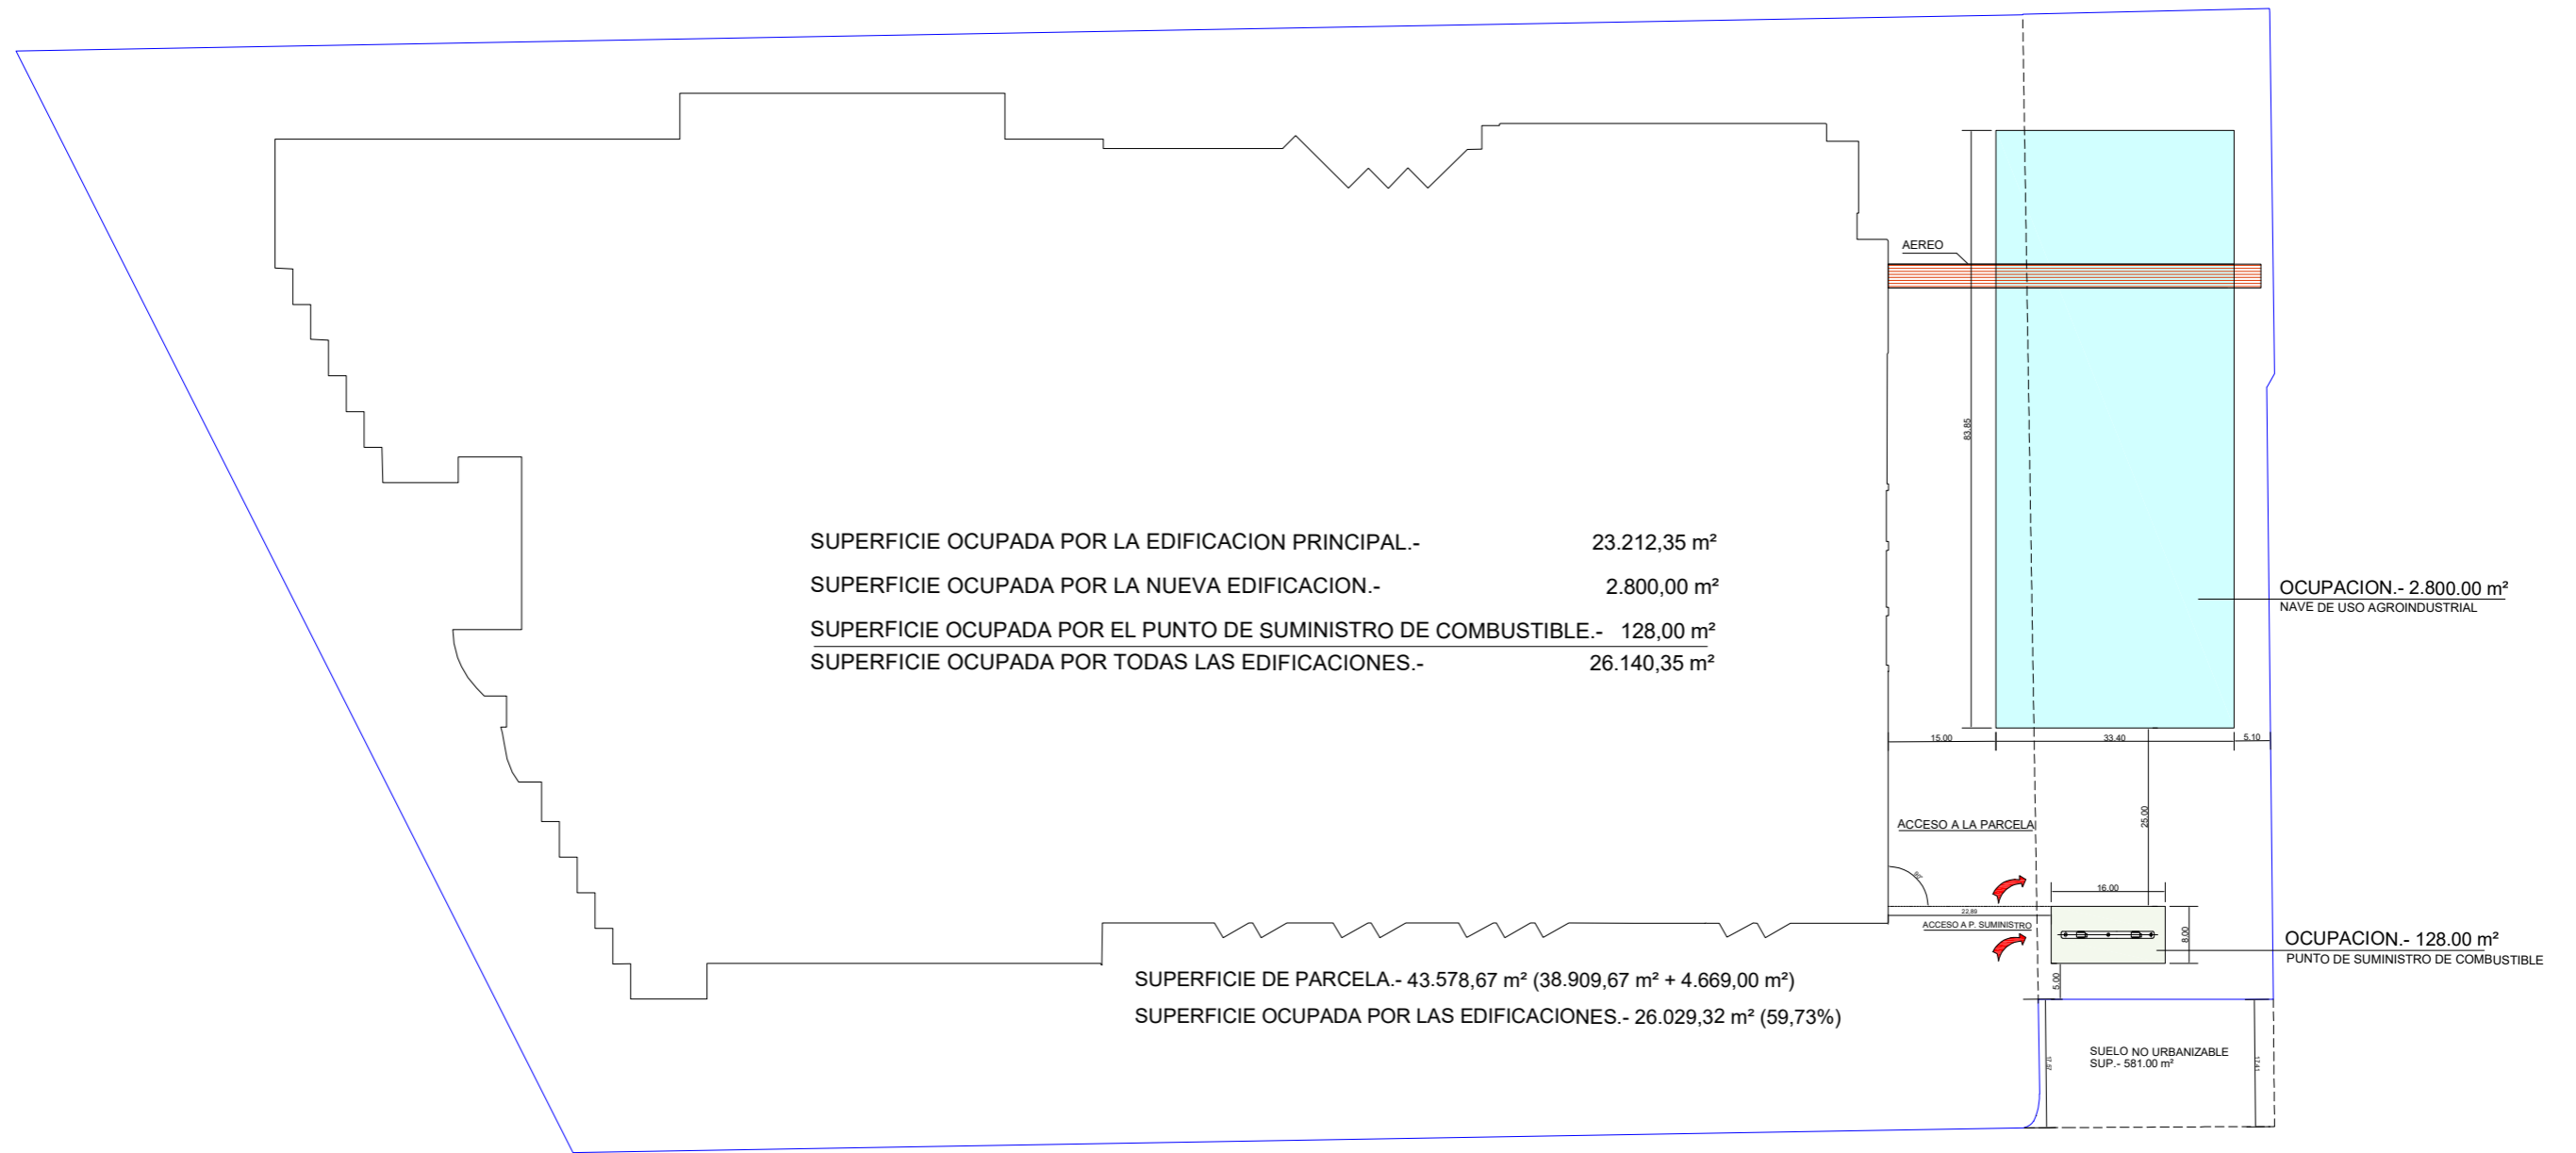 AEREO
83.85
SUPERFICIE OCUPADA POR LA EDIFICACION PRINCIPAL.- 23.212,35 m²
SUPERFICIE OCUPADA POR LA NUEVA EDIFICACION.- 2.800,00 m²
SUPERFICIE OCUPADA POR EL PUNTO DE SUMINISTRO DE COMBUSTIBLE.- 128,00 m²
SUPERFICIE OCUPADA POR TODAS LAS EDIFICACIONES.- 26.140,35 m²
OCUPACION.- 2.800.00 m²
NAVE DE USO AGROINDUSTRIAL
15.00 33.40 5.10
25.00
ACCESO A LA PARCELA
16.00
22,80
ACCESO A P. SUMINISTRO
8.00
OCUPACION.- 128.00 m²
PUNTO DE SUMINISTRO DE COMBUSTIBLE
5.00
SUPERFICIE DE PARCELA.- 43.578,67 m² (38.909,67 m² + 4.669,00 m²)
SUPERFICIE OCUPADA POR LAS EDIFICACIONES.- 26.029,32 m² (59,73%)
SUELO NO URBANIZABLE
SUP.- 581.00 m²